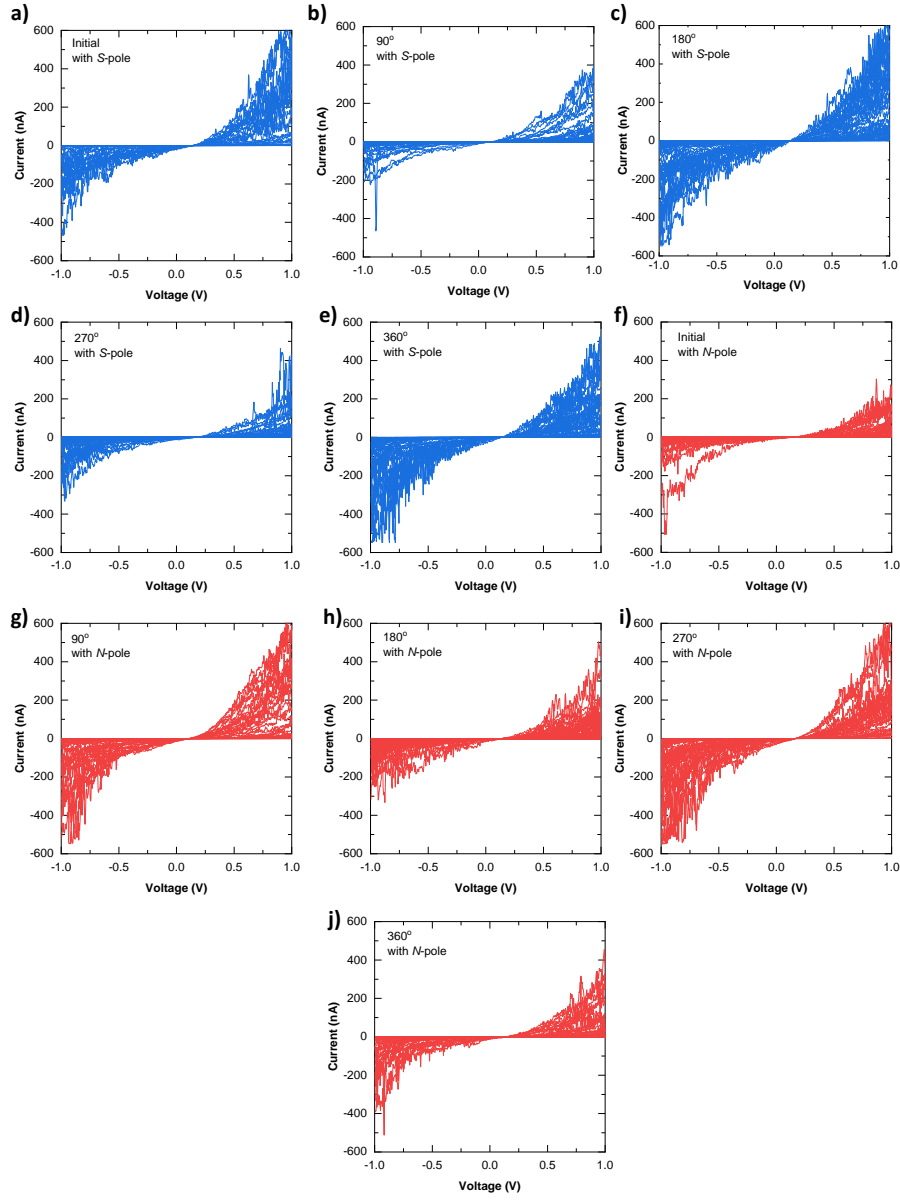 a)
Initial
with S-pole
600
400
200
0
-200
-400
-600
-1.0 -0.5 0.0 0.5 1.0
Current (nA)
Voltage (V)
b)
90°
with S-pole
600
400
200
0
-200
-400
-600
-1.0 -0.5 0.0 0.5 1.0
Current (nA)
Voltage (V)
c)
180°
with S-pole
600
400
200
0
-200
-400
-600
-1.0 -0.5 0.0 0.5 1.0
Current (nA)
Voltage (V)
d)
270°
with S-pole
600
400
200
0
-200
-400
-600
-1.0 -0.5 0.0 0.5 1.0
Current (nA)
Voltage (V)
e)
360°
with S-pole
600
400
200
0
-200
-400
-600
-1.0 -0.5 0.0 0.5 1.0
Current (nA)
Voltage (V)
f)
Initial
with N-pole
600
400
200
0
-200
-400
-600
-1.0 -0.5 0.0 0.5 1.0
Current (nA)
Voltage (V)
g)
90°
with N-pole
600
400
200
0
-200
-400
-600
-1.0 -0.5 0.0 0.5 1.0
Current (nA)
Voltage (V)
h)
180°
with N-pole
600
400
200
0
-200
-400
-600
-1.0 -0.5 0.0 0.5 1.0
Current (nA)
Voltage (V)
i)
270°
with N-pole
600
400
200
0
-200
-400
-600
-1.0 -0.5 0.0 0.5 1.0
Current (nA)
Voltage (V)
j)
360°
with N-pole
600
400
200
0
-200
-400
-600
-1.0 -0.5 0.0 0.5 1.0
Current (nA)
Voltage (V)